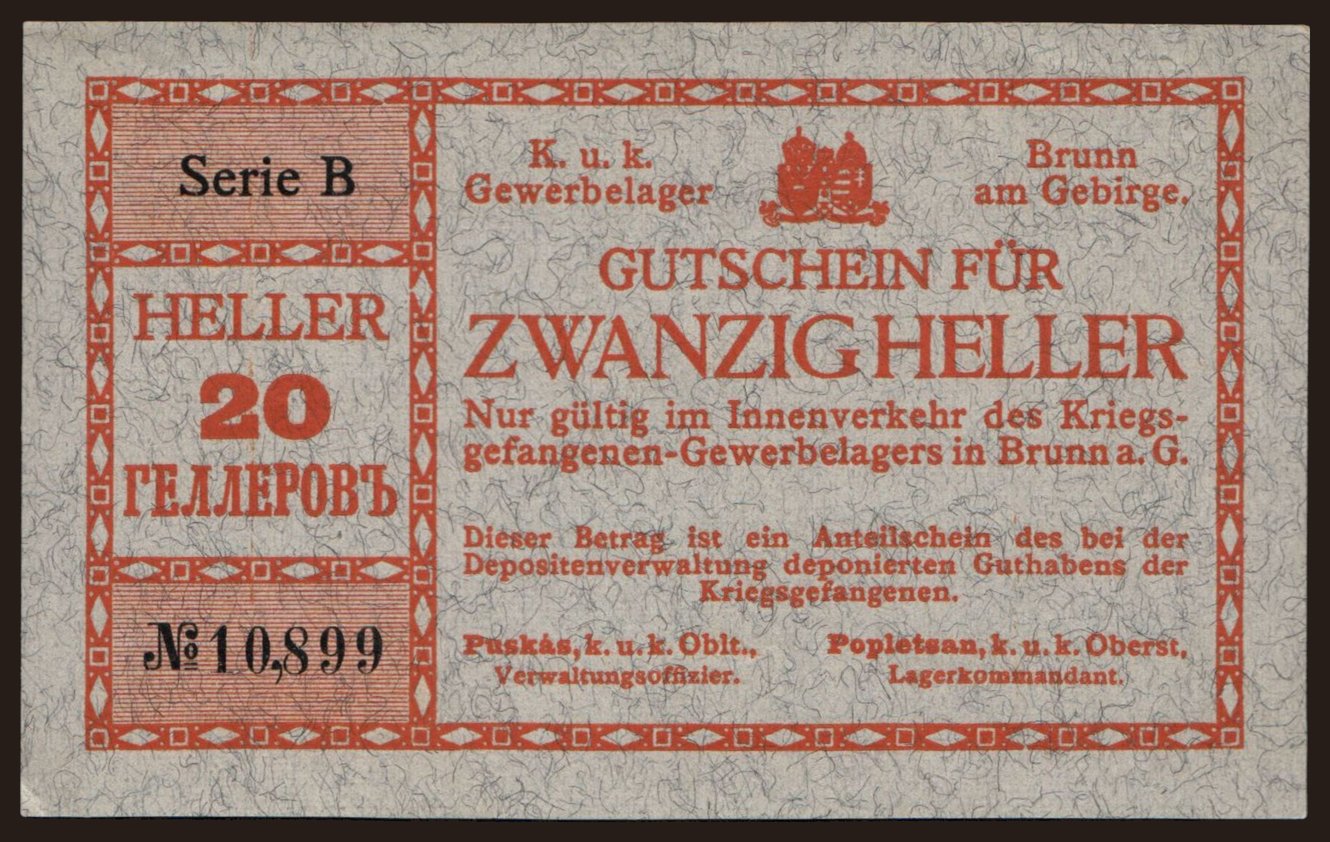 Serie B
HELLER
20
ГЕЛЛЕРОВЪ
№ 10,899
K. u. k.
Gewerbelager
Brunn
am Gebirge.
GUTSCHEIN FÜR
ZWANZIG HELLER
Nur gültig im Innenverkehr des Kriegs-
gefangenen-Gewerbelagers in Brunn a. G.
Dieser Betrag ist ein Anteilschein des bei der
Depositenverwaltung deponierten Guthabens der
Kriegsgefangenen.
Puskás, k. u. k. Oblt.,
Verwaltungsoffizier.
Popletsan, k. u. k. Oberst,
Lagerkommandant.